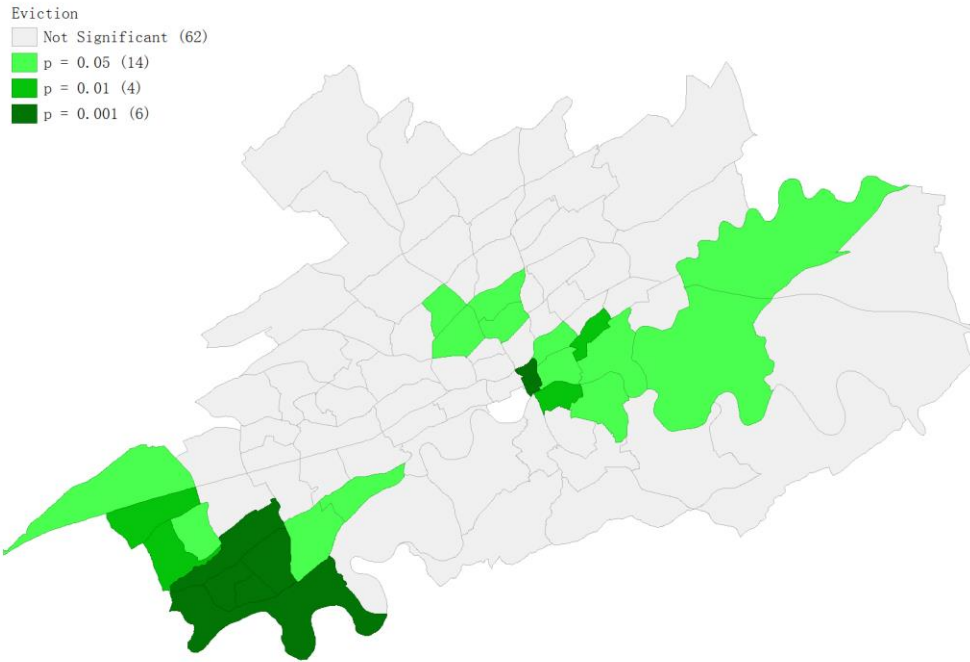 Eviction
Not Significant (62)
p = 0.05 (14)
p = 0.01 (4)
p = 0.001 (6)